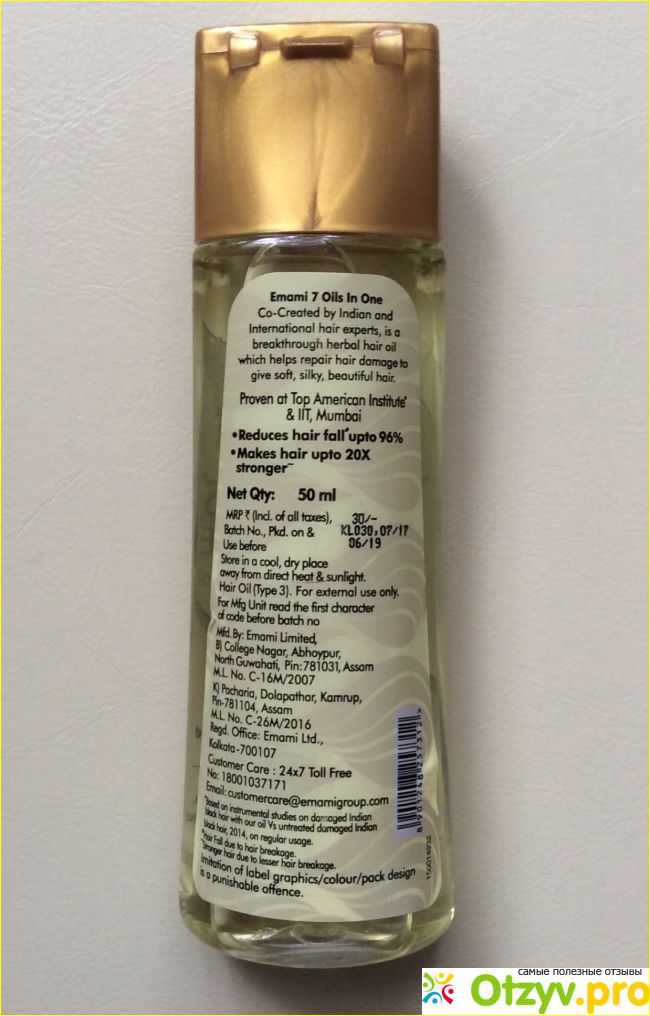 Emami 7 Oils In One
Co-Created by Indian and
International hair experts, is a
breakthrough herbal hair oil
which helps repair hair damage to
give soft, silky, beautiful hair.
Proven at Top American Institute*
& IIT, Mumbai
•Reduces hair fall*upto 96%
•Makes hair upto 20X
stronger~
Net Qty: 50 ml
MRP ₹ (Incl. of all taxes), 30/-
Batch No., Pkd. on & KL030,07/17
Use before 06/19
Store in a cool, dry place
away from direct heat & sunlight.
Hair Oil (Type 3). For external use only.
For Mfg Unit read the first character
of code before batch no
Mfd. By: Emami Limited,
B) College Nagar, Abhoypur,
North Guwahati, Pin: 781031, Assam
M.L. No. C-16M/2007
K) Pacharia, Dolapathar, Kamrup,
Pin-781104, Assam
M.L. No. C-26M/2016
Regd. Office: Emami Ltd.,
Kolkata-700107
Customer Care : 24x7 Toll Free
No: 18001037171
Email: customercare@emamigroup.com
*Based on instrumental studies on damaged Indian
black hair with our oil Vs untreated damaged Indian
black hair, 2014, on regular usage.
*Hair Fall due to hair breakage.
~Stronger hair due to lesser hair breakage.
Imitation of label graphics/colour/pack design
is a punishable offence.
самые полезные отзывы
Otzyv.pro